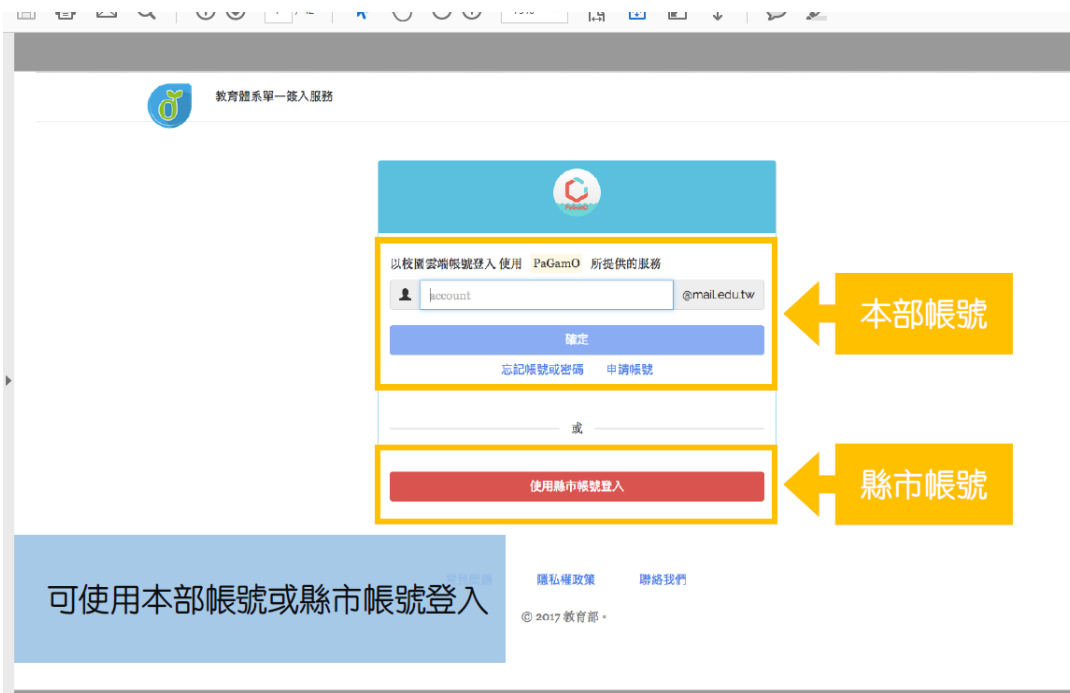 教育體系單一簽入服務
PaGamO
以校園雲端帳號登入 使用 PaGamO 所提供的服務
account @mail.edu.tw
本部帳號
確定
忘記帳號或密碼 申請帳號
或
使用縣市帳號登入
縣市帳號
隱私權政策 聯絡我們
可使用本部帳號或縣市帳號登入
© 2017 教育部。